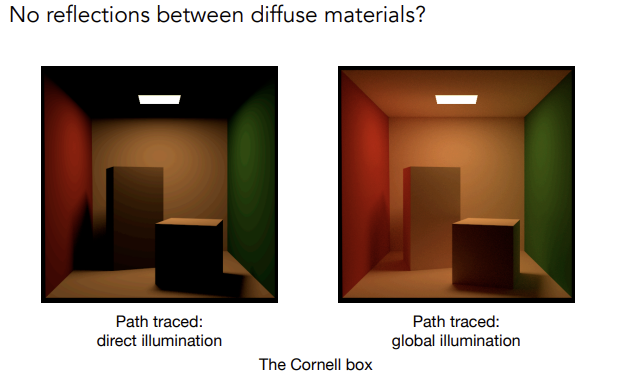 No reflections between diffuse materials?
Path traced:
direct illumination
Path traced:
global illumination
The Cornell box